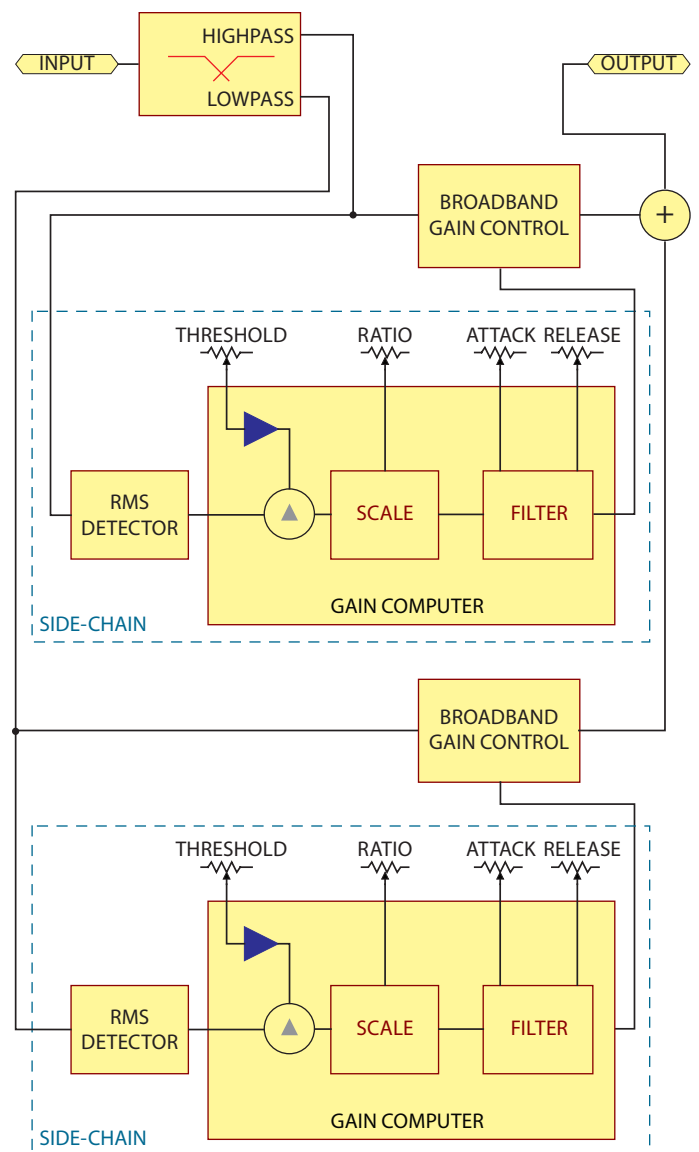 HIGHPASS
INPUT
OUTPUT
LOWPASS
BROADBAND
GAIN CONTROL
+
THRESHOLD
RATIO
ATTACK
RELEASE
RMS
DETECTOR
SCALE
FILTER
GAIN COMPUTER
SIDE-CHAIN
BROADBAND
GAIN CONTROL
THRESHOLD
RATIO
ATTACK
RELEASE
RMS
DETECTOR
SCALE
FILTER
GAIN COMPUTER
SIDE-CHAIN